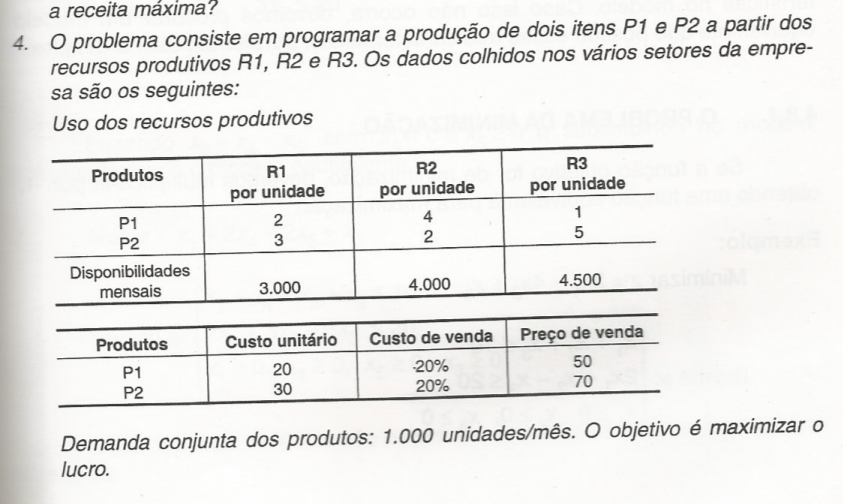 a receita máxima?
4. O problema consiste em programar a produção de dois itens P1 e P2 a partir dos
recursos produtivos R1, R2 e R3. Os dados colhidos nos vários setores da empre-
sa são os seguintes:
Uso dos recursos produtivos
Produtos R1 por unidade R2 por unidade R3 por unidade
P1 2 4 1
P2 3 2 5
Disponibilidades
mensais 3.000 4.000 4.500
Produtos Custo unitário Custo de venda Preço de venda
P1 20 20% 50
P2 30 20% 70
Demanda conjunta dos produtos: 1.000 unidades/mês. O objetivo é maximizar o
lucro.